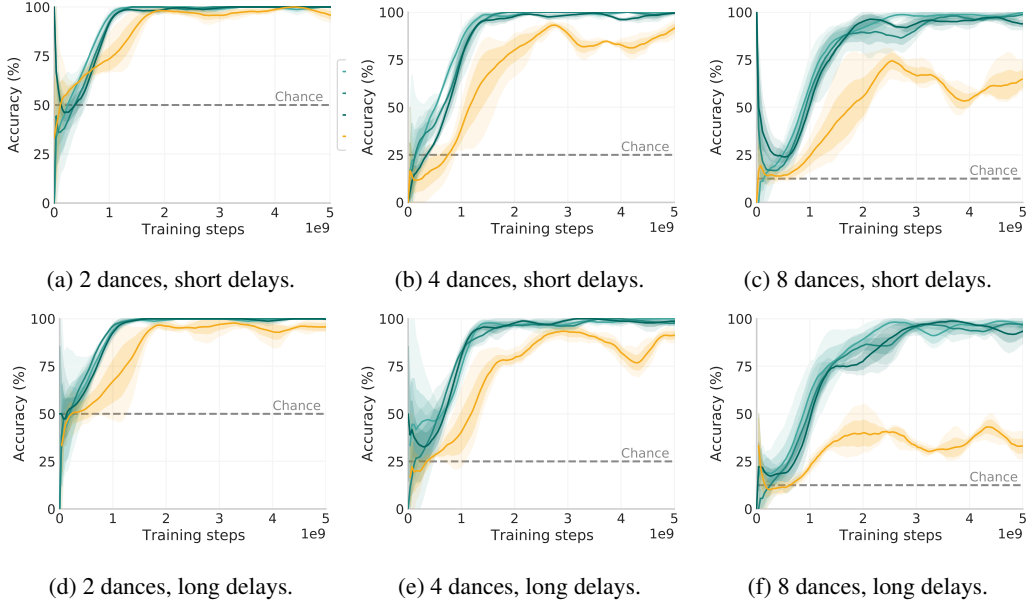 100
75
50
25
0
Accuracy (%)
Chance
0 1 2 3 4 5
Training steps
1e9
(a) 2 dances, short delays.
100
75
50
25
0
Accuracy (%)
Chance
0 1 2 3 4 5
Training steps
1e9
(b) 4 dances, short delays.
100
75
50
25
0
Accuracy (%)
Chance
0 1 2 3 4 5
Training steps
1e9
(c) 8 dances, short delays.
100
75
50
25
0
Accuracy (%)
Chance
0 1 2 3 4 5
Training steps
1e9
(d) 2 dances, long delays.
100
75
50
25
0
Accuracy (%)
Chance
0 1 2 3 4 5
Training steps
1e9
(e) 4 dances, long delays.
100
75
50
25
0
Accuracy (%)
Chance
0 1 2 3 4 5
Training steps
1e9
(f) 8 dances, long delays.